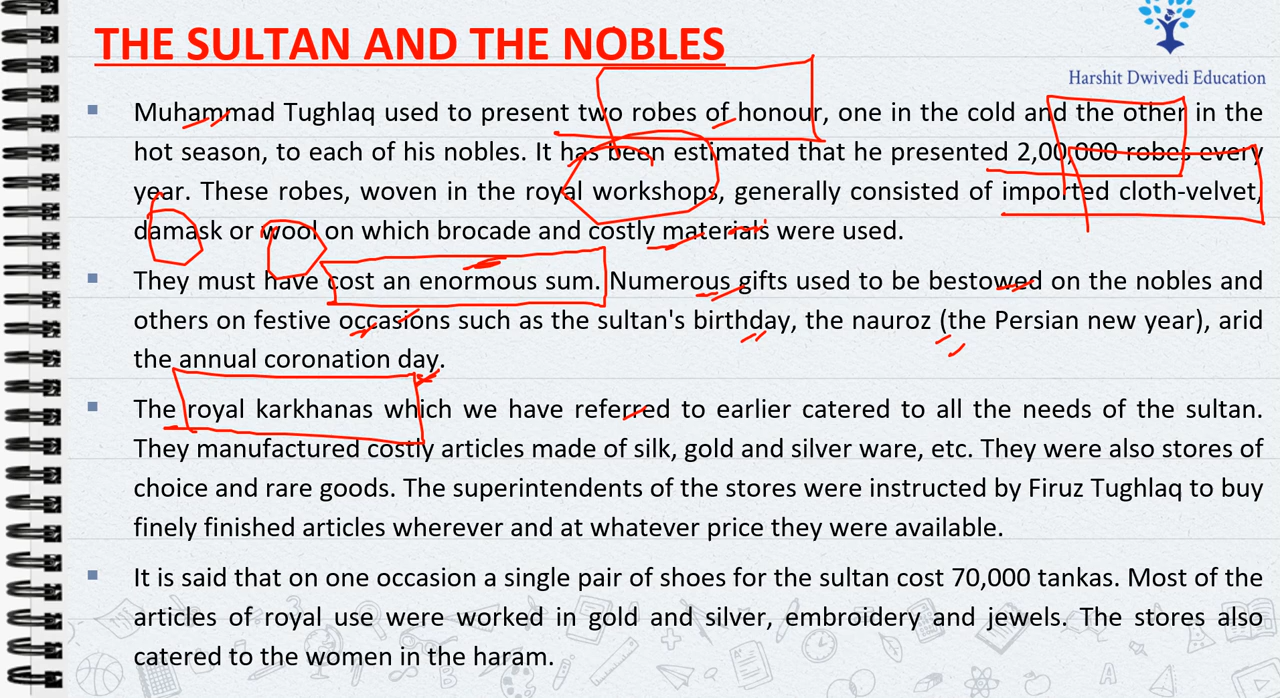 THE SULTAN AND THE NOBLES
Harshit Dwivedi Education
▪ Muhammad Tughlaq used to present two robes of honour, one in the cold and the other in the
hot season, to each of his nobles. It has been estimated that he presented 2,00,000 robes every
year. These robes, woven in the royal workshops, generally consisted of imported cloth-velvet,
damask or wool on which brocade and costly materials were used.
▪ They must have cost an enormous sum. Numerous gifts used to be bestowed on the nobles and
others on festive occasions such as the sultan's birthday, the nauroz (the Persian new year), arid
the annual coronation day.
▪ The royal karkhanas which we have referred to earlier catered to all the needs of the sultan.
They manufactured costly articles made of silk, gold and silver ware, etc. They were also stores of
choice and rare goods. The superintendents of the stores were instructed by Firuz Tughlaq to buy
finely finished articles wherever and at whatever price they were available.
▪ It is said that on one occasion a single pair of shoes for the sultan cost 70,000 tankas. Most of the
articles of royal use were worked in gold and silver, embroidery and jewels. The stores also
catered to the women in the haram.